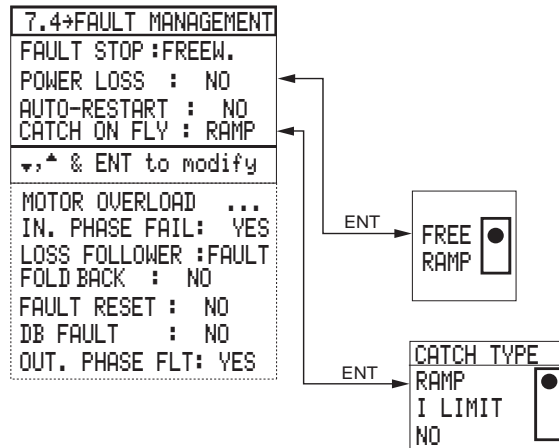 7.4→FAULT MANAGEMENT
FAULT STOP :FREEW.
POWER LOSS : NO
AUTO-RESTART : NO
CATCH ON FLY : RAMP
▼,▲ & ENT to modify
MOTOR OVERLOAD ...
IN. PHASE FAIL: YES
LOSS FOLLOWER :FAULT
FOLD BACK : NO
FAULT RESET : NO
DB FAULT : NO
OUT. PHASE FLT: YES
ENT
FREE
RAMP
ENT
CATCH TYPE
RAMP
I LIMIT
NO